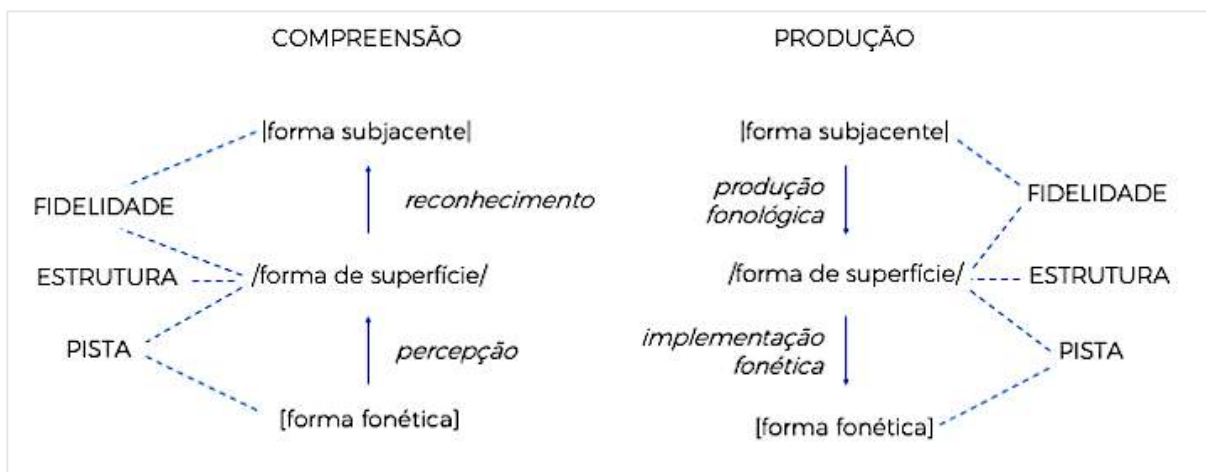 COMPREENSÃO
PRODUÇÃO
|forma subjacente|
|forma subjacente|
reconhecimento
produção
fonológica
FIDELIDADE
FIDELIDADE
ESTRUTURA
/forma de superfície/
/forma de superfície/
ESTRUTURA
PISTA
percepção
implementação
fonética
PISTA
[forma fonética]
[forma fonética]